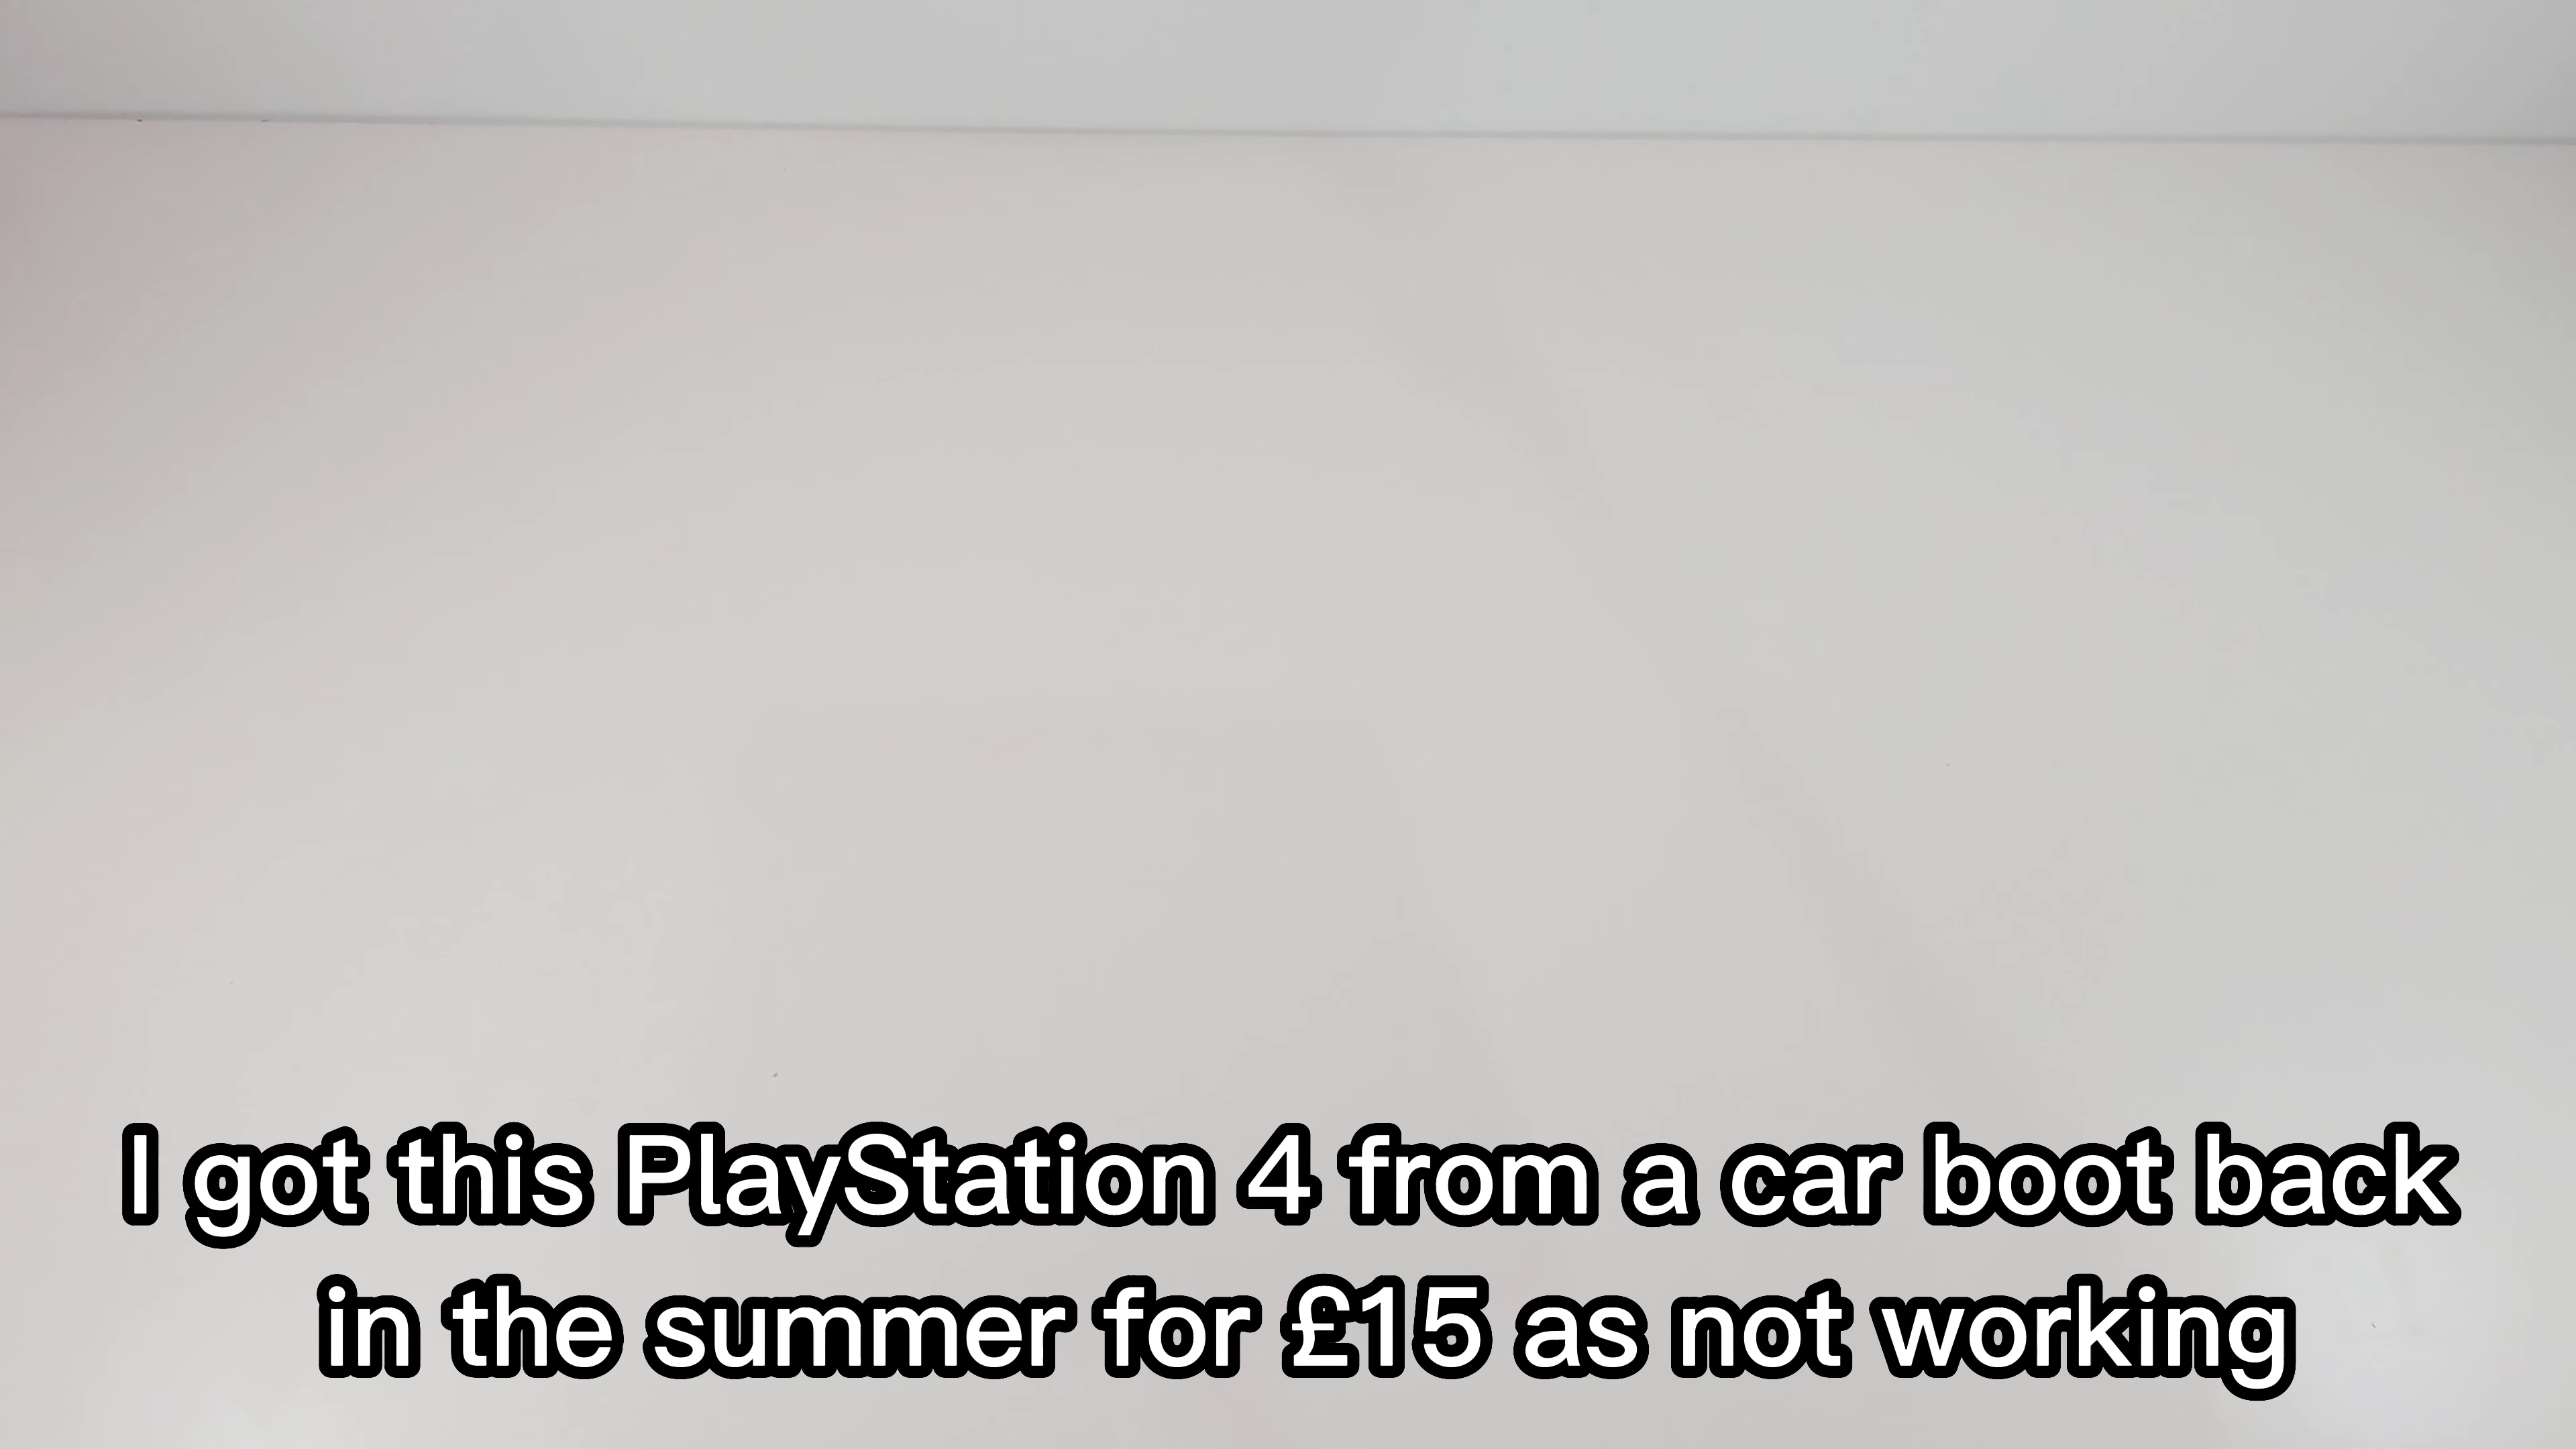 I got this PlayStation 4 from a car boot back
in the summer for £15 as not working